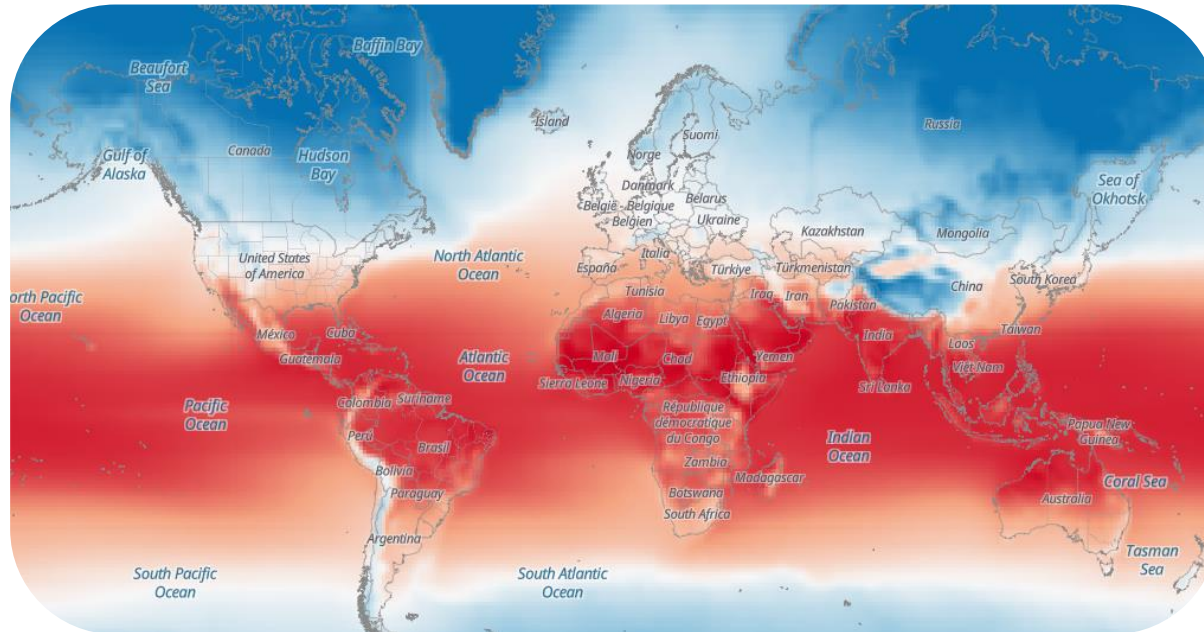 Baffin Bay
Beaufort
Sea
Island
Russia
Suomi
Canada
Hudson
Bay
Gulf of
Alaska
Norge
Sea of
Okhotsk
Danmark
Belarus
België - Belgique
- Belgien
Ukraine
Kazakhstan
Mongolia
North Atlantic
Ocean
United States
of America
Italia
España
Türkiye
Türkmenistan
China
South Korea
Tunisia
Iraq
Iran
Pakistan
orth Pacific
Ocean
Algeria
Libya
Egypt
Taiwan
México
Cuba
India
Laos
Guatemala
Atlantic
Ocean
Mali
Chad
Yemen
Việt Nam
Sierra Leone
Nigeria
Ethiopia
Sri Lanka
Colombia
Suriname
Pacific
Ocean
République
démocratique
du Congo
Papua New
Guinea
Perú
Brasil
Indian
Ocean
Bolivia
Zambia
Madagascar
Coral Sea
Paraguay
Botswana
Australia
South Africa
Argentina
Tasman
Sea
South Pacific
Ocean
South Atlantic
Ocean